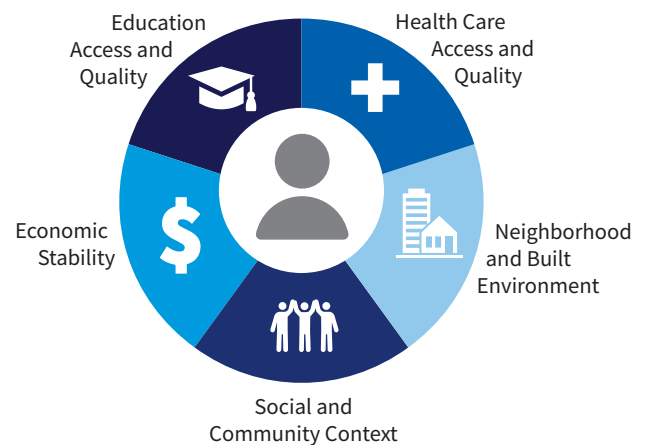 Education
Access and
Quality
Health Care
Access and
Quality
Economic
Stability
Neighborhood
and Built
Environment
Social and
Community Context